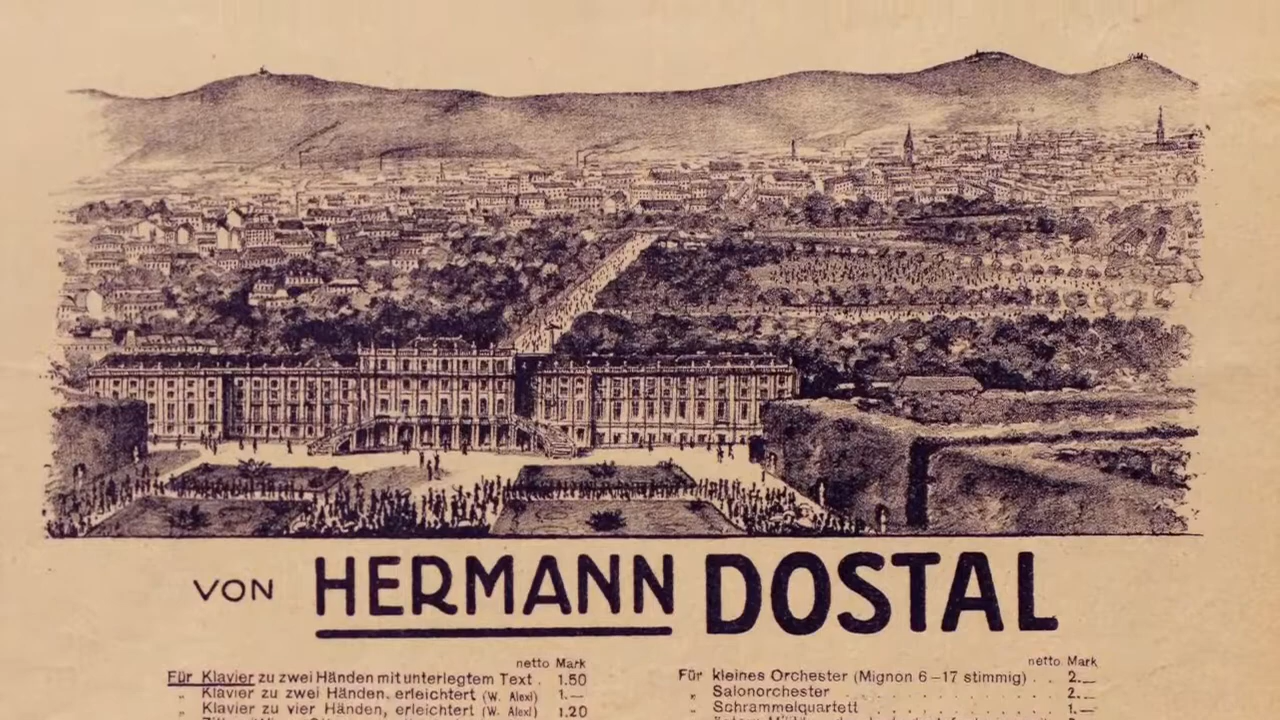 VON HERMANN DOSTAL
netto Mark
Für Klavier zu zwei Händen mit unterlegtem Text . 1.50
„ Klavier zu zwei Händen, erleichtert (W. Alexi) 1.—
„ Klavier zu vier Händen, erleichtert (W. Alexi) 1.20
netto Mark
Für kleines Orchester (Mignon 6–17 stimmig) . . 2.—
„ Salonorchester . . . . . . . . . . 2.—
„ Schrammelquartett . . . . . . . . 1.—